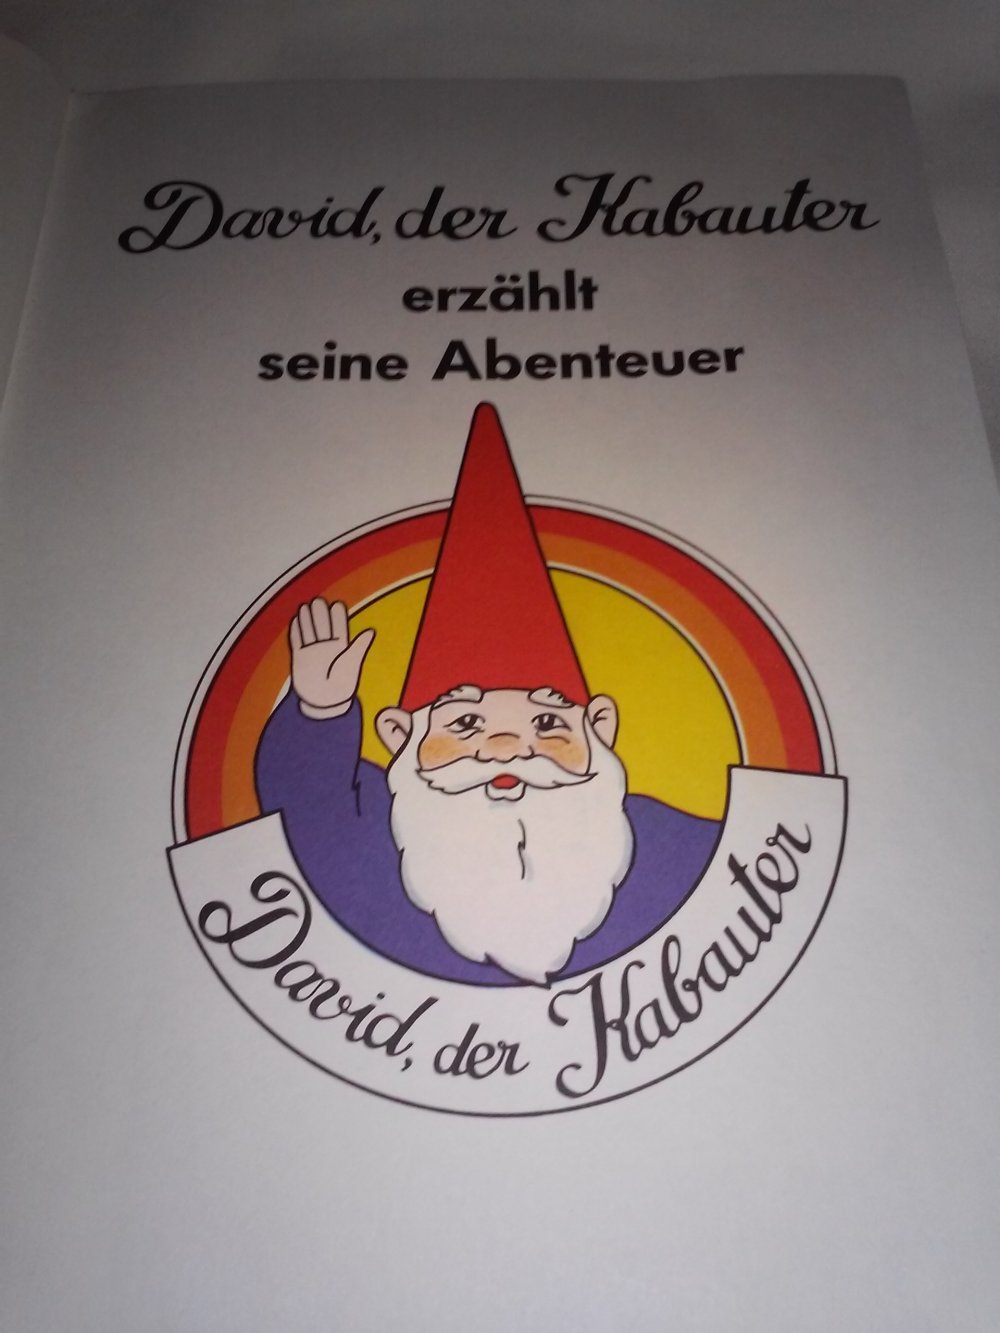 David, der Kabauter
erzählt
seine Abenteuer
David, der Kabauter